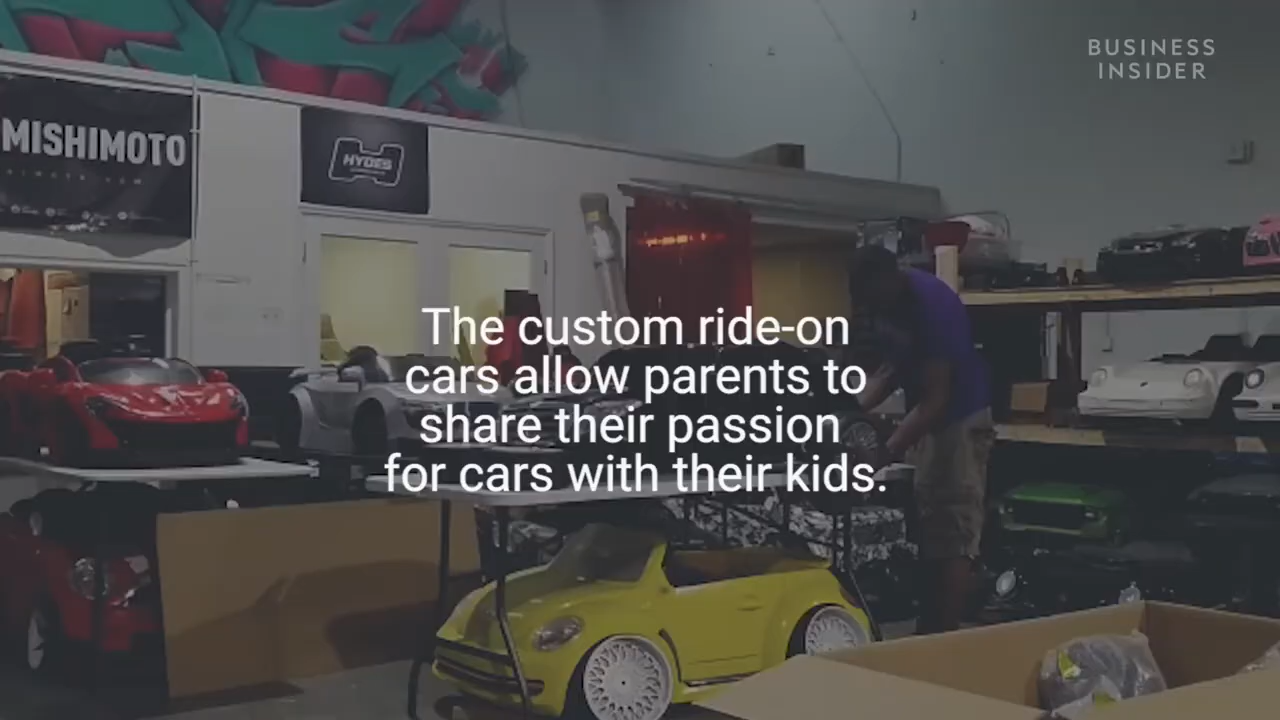 BUSINESS
INSIDER
MISHIMOTO
HYDES
The custom ride-on
cars allow parents to
share their passion
for cars with their kids.